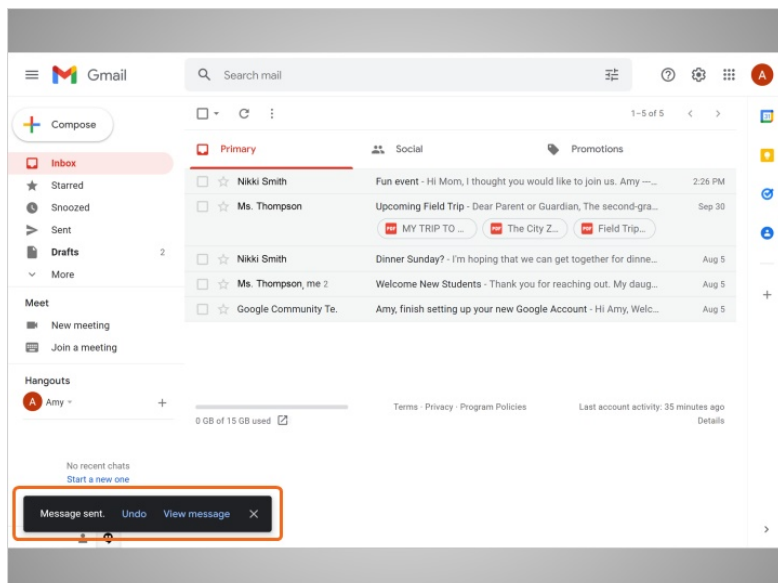 Gmail
Search mail
A
Compose
1–5 of 5
Primary
Social
Promotions
Inbox
Starred
Snoozed
Sent
Drafts 2
More
Nikki Smith Fun event - Hi Mom, I thought you would like to join us. Amy —... 2:26 PM
Ms. Thompson Upcoming Field Trip - Dear Parent or Guardian, The second-gra... Sep 30
PDF MY TRIP TO ... PDF The City Z... PDF Field Trip...
Nikki Smith Dinner Sunday? - I'm hoping that we can get together for dinne... Aug 5
Ms. Thompson, me 2 Welcome New Students - Thank you for reaching out. My daug... Aug 5
Google Community Te. Amy, finish setting up your new Google Account - Hi Amy, Welc... Aug 5
Meet
New meeting
Join a meeting
Hangouts
A Amy
No recent chats
Start a new one
0 GB of 15 GB used
Terms · Privacy · Program Policies
Last account activity: 35 minutes ago
Details
Message sent. Undo View message